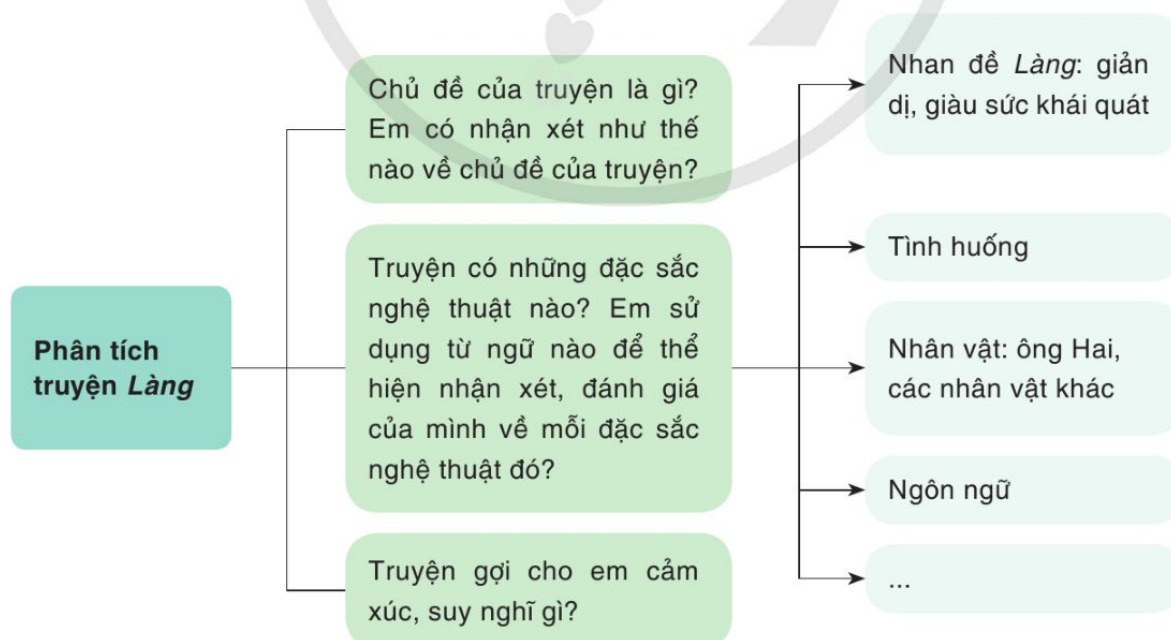 Phân tích
truyện Làng
Chủ đề của truyện là gì?
Em có nhận xét như thế
nào về chủ đề của truyện?
Truyện có những đặc sắc
nghệ thuật nào? Em sử
dụng từ ngữ nào để thể
hiện nhận xét, đánh giá
của mình về mỗi đặc sắc
nghệ thuật đó?
Truyện gợi cho em cảm
xúc, suy nghĩ gì?
Nhan đề Làng: giản
dị, giàu sức khái quát
Tình huống
Nhân vật: ông Hai,
các nhân vật khác
Ngôn ngữ
...